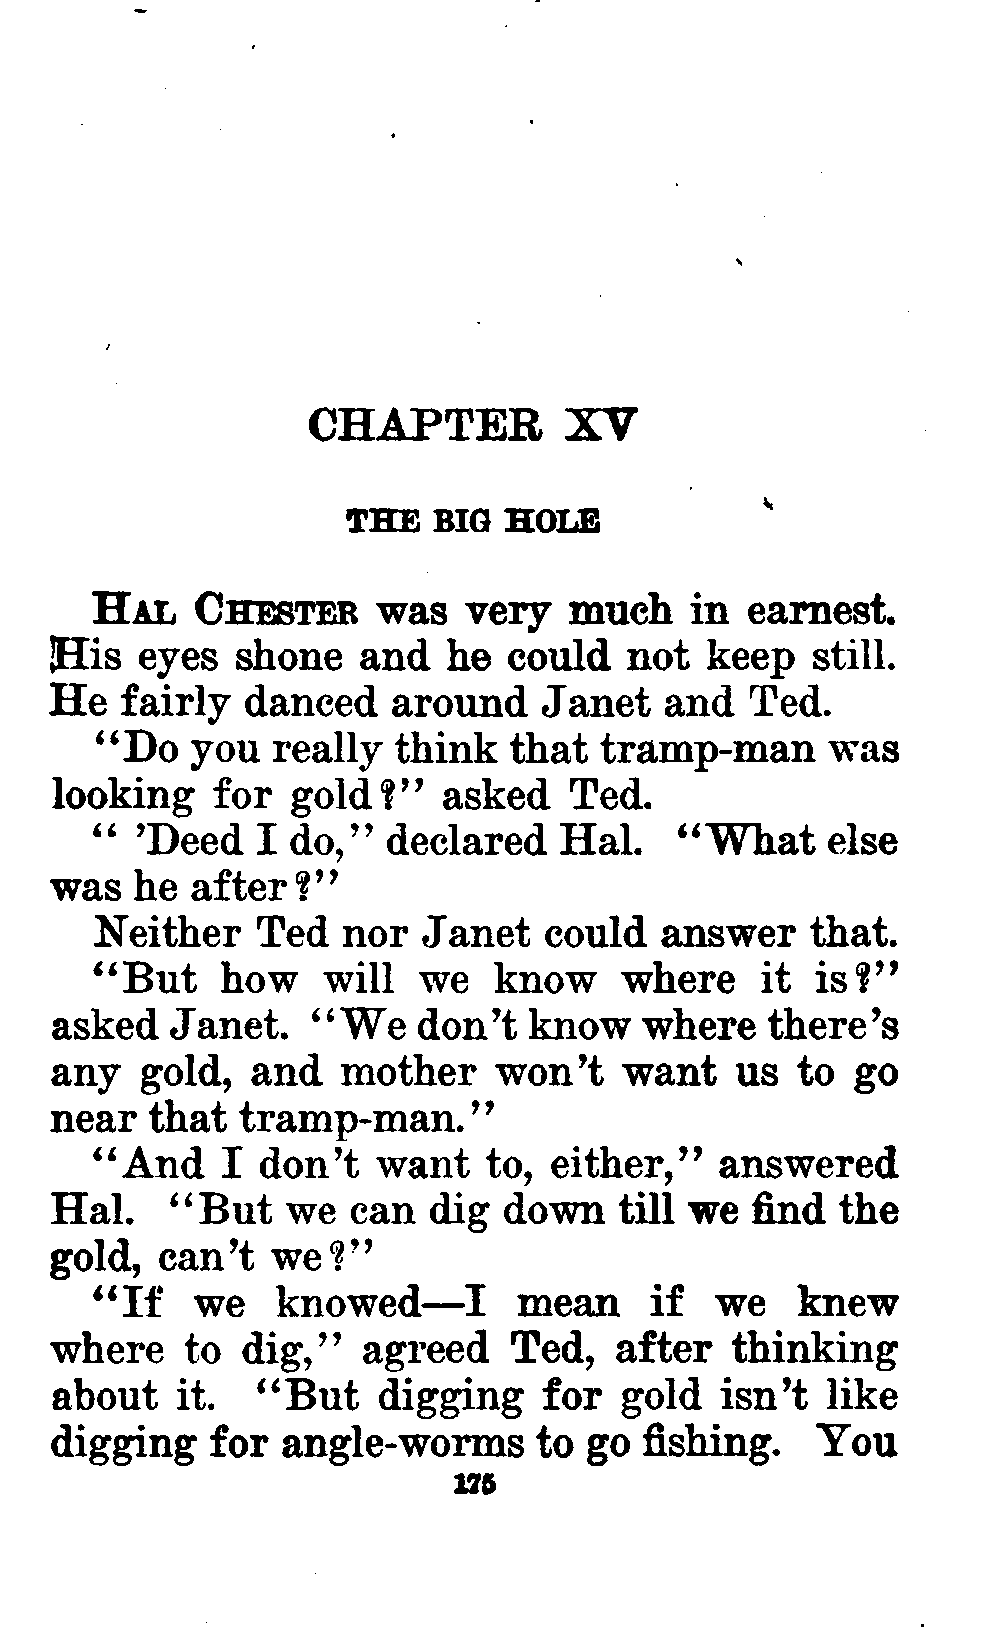 CHAPTER XV
THE BIG HOLE
HAL CHESTER was very much in earnest.
His eyes shone and he could not keep still.
He fairly danced around Janet and Ted.
"Do you really think that tramp-man was
looking for gold?" asked Ted.
" 'Deed I do," declared Hal. "What else
was he after?"
Neither Ted nor Janet could answer that.
"But how will we know where it is?"
asked Janet. "We don't know where there's
any gold, and mother won't want us to go
near that tramp-man."
"And I don't want to, either," answered
Hal. "But we can dig down till we find the
gold, can't we?"
"If we knowed—I mean if we knew
where to dig," agreed Ted, after thinking
about it. "But digging for gold isn't like
digging for angle-worms to go fishing. You
175